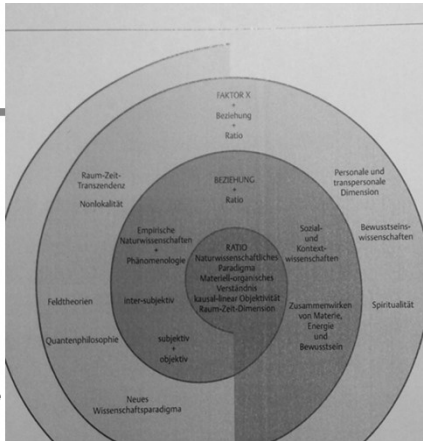 FAKTOR X
+
Beziehung
+
Ratio
Raum-Zeit-
Transzendenz
Nonlokalität
Personale und
transpersonale
Dimension
BEZIEHUNG
+
Ratio
Empirische
Naturwissenschaften
+
Phänomenologie
Sozial-
und
Kontext-
wissenschaften
Bewusstseins-
wissenschaften
RATIO
Naturwissenschaftliches
Paradigma
Materiell-organisches
Verständnis
kausal-linear Objektivität
Raum-Zeit-Dimension
Feldtheorien
inter-subjektiv
Zusammenwirken
von Materie,
Energie
und
Bewusstsein
Spiritualität
Quantenphilosophie
subjektiv
+
objektiv
Neues
Wissenschaftsparadigma